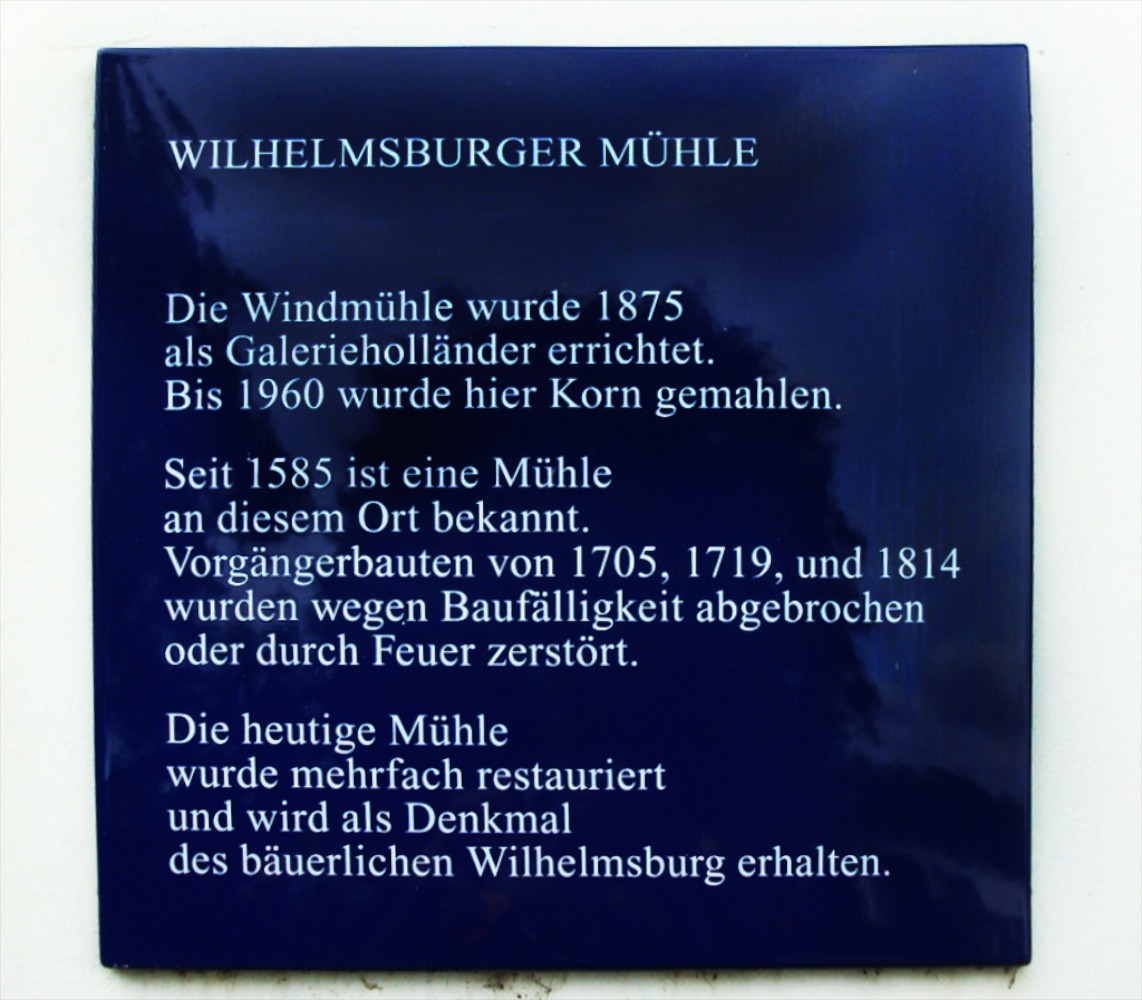 WILHELMSBURGER MÜHLE
Die Windmühle wurde 1875
als Galerieholländer errichtet.
Bis 1960 wurde hier Korn gemahlen.
Seit 1585 ist eine Mühle
an diesem Ort bekannt.
Vorgängerbauten von 1705, 1719, und 1814
wurden wegen Baufälligkeit abgebrochen
oder durch Feuer zerstört.
Die heutige Mühle
wurde mehrfach restauriert
und wird als Denkmal
des bäuerlichen Wilhelmsburg erhalten.